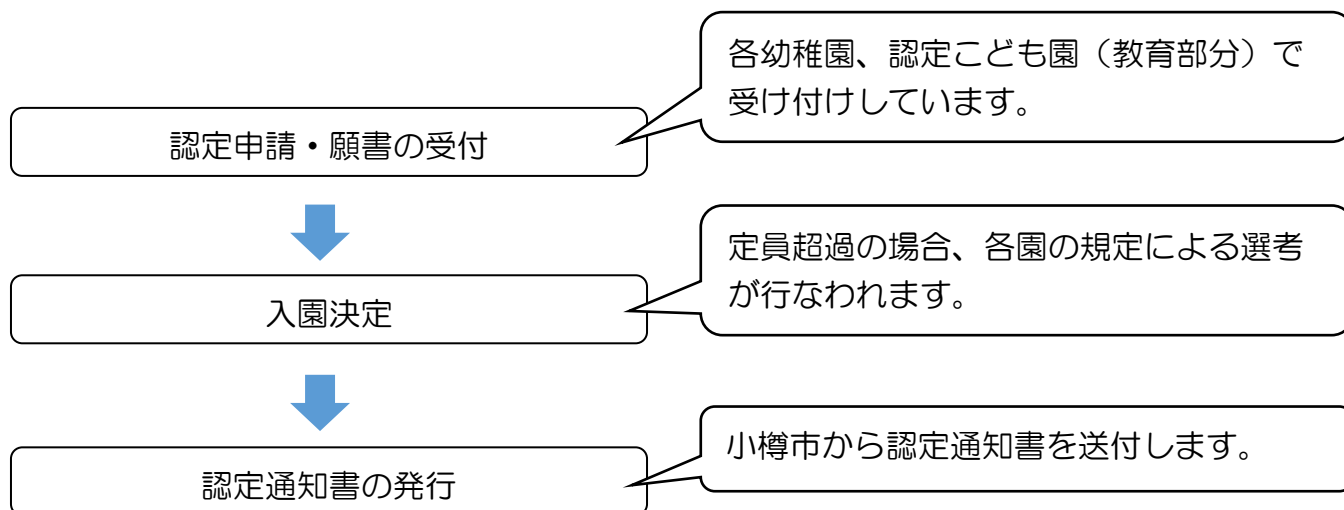 各幼稚園、認定こども園（教育部分）で
受け付けしています。
認定申請・願書の受付
定員超過の場合、各園の規定による選考
が行なわれます。
入園決定
小樽市から認定通知書を送付します。
認定通知書の発行